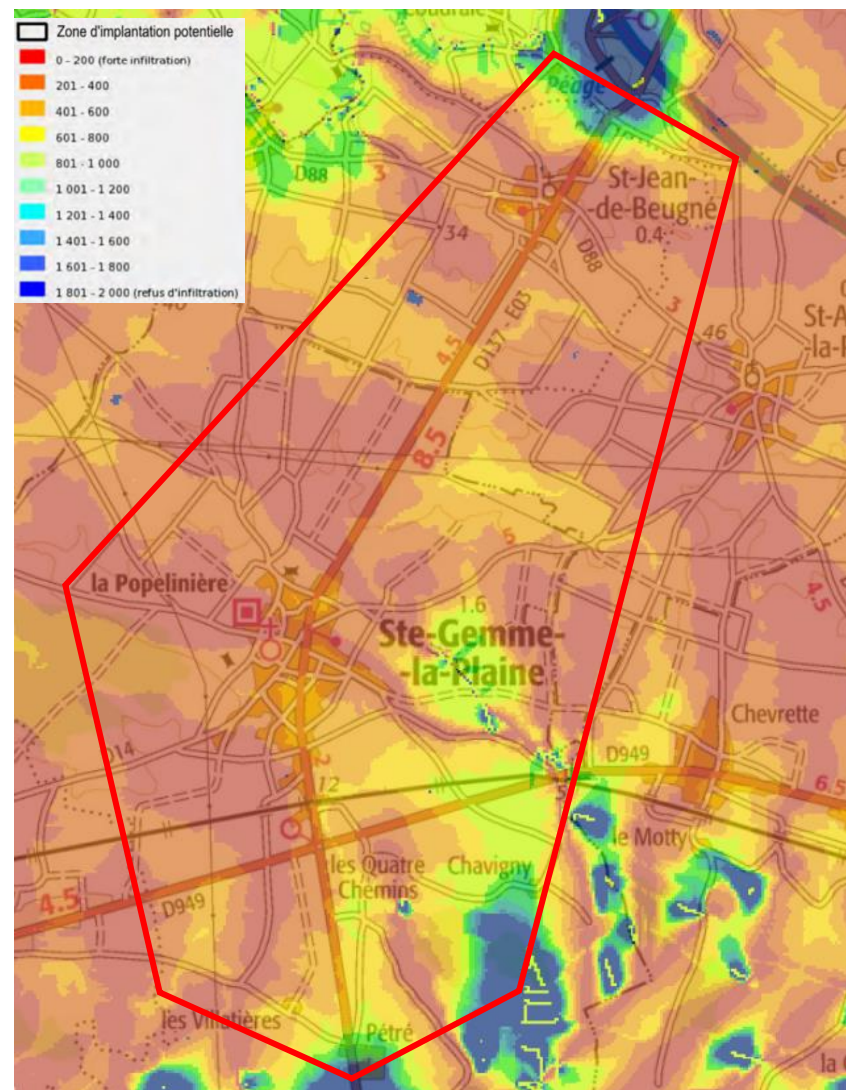 Zone d'implantation potentielle
0 - 200 (forte infiltration)
201 - 400
401 - 600
601 - 800
801 - 1 000
1 001 - 1 200
1 201 - 1 400
1 401 - 1 600
1 601 - 1 800
1 801 - 2 000 (refus d'infiltration)
Péage
D88
3
St-Jean-
-de-Beugné
0.4
34
D88
3
46
St-A
-la-P
D137 - E03
4.5
8.5
5
4.5
la Popelinière
1.6
Ste-Gemme-
-la-Plaine
Chevrette
D14
2
12
D949
6.5
le Motty
les Quatre
Chemins
Chavigny
4.5
D949
les Villatières
Pétré
la